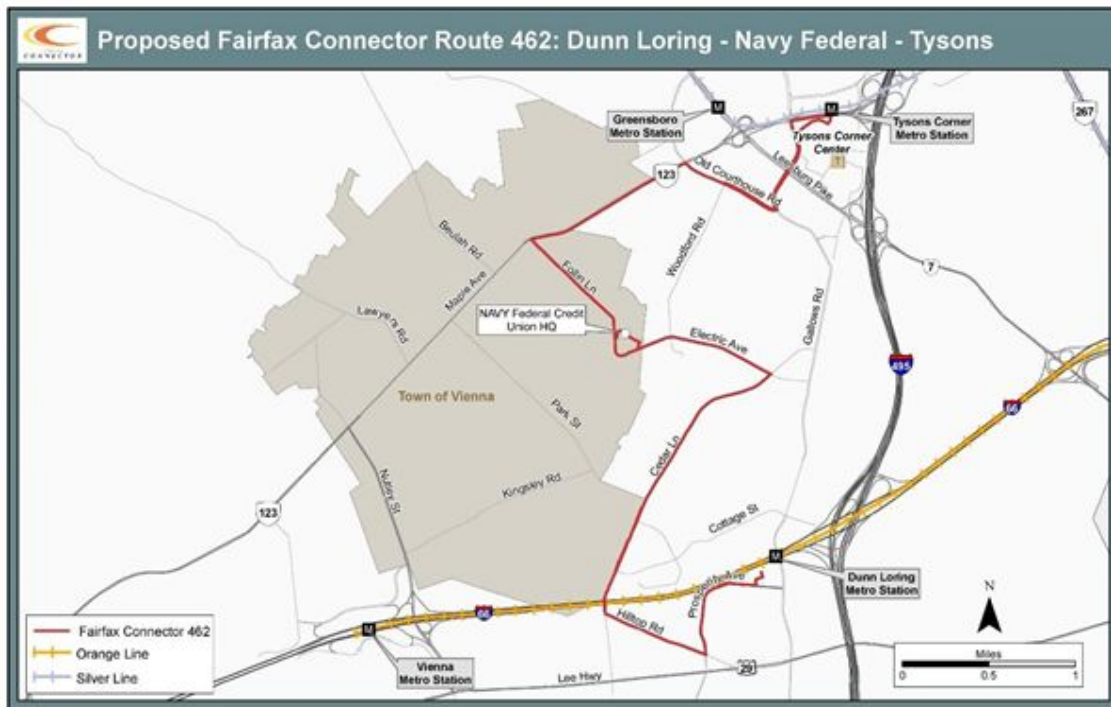 CONNECTOR
Proposed Fairfax Connector Route 462: Dunn Loring - Navy Federal - Tysons
Greensboro
Metro Station
M
M
Tysons Corner
Metro Station
267
Tysons Corner
Center
T
123
Old Courthouse Rd
Leesburg Pike
Beulah Rd
Maple Ave
Follin Ln
Woodford Rd
7
Lawyers Rd
NAVY Federal Credit
Union HQ
Electric Ave
Gallows Rd
495
Town of Vienna
Park St
66
Cedar Ln
Nutley St
Kingsley Rd
123
Cottage St
M
Dunn Loring
Metro Station
Prosperity Ave
N
66
Hilltop Rd
M
Vienna
Metro Station
29
Lee Hwy
Fairfax Connector 462
Orange Line
Silver Line
Miles
0 0.5 1